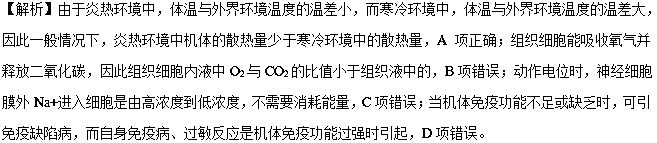 【解析】由于炎热环境中，体温与外界环境温度的温差小，而寒冷环境中，体温与外界环境温度的温差大，
因此一般情况下，炎热环境中机体的散热量少于寒冷环境中的散热量，A 项正确；组织细胞能吸收氧气并
释放二氧化碳，因此组织细胞内液中 O2 与 CO2 的比值小于组织液中的，B 项错误；动作电位时，神经细胞
膜外 Na+进入细胞是由高浓度到低浓度，不需要消耗能量，C 项错误；当机体免疫功能不足或缺乏时，可引
免疫缺陷病，而自身免疫病、过敏反应是机体免疫功能过强时引起，D 项错误。